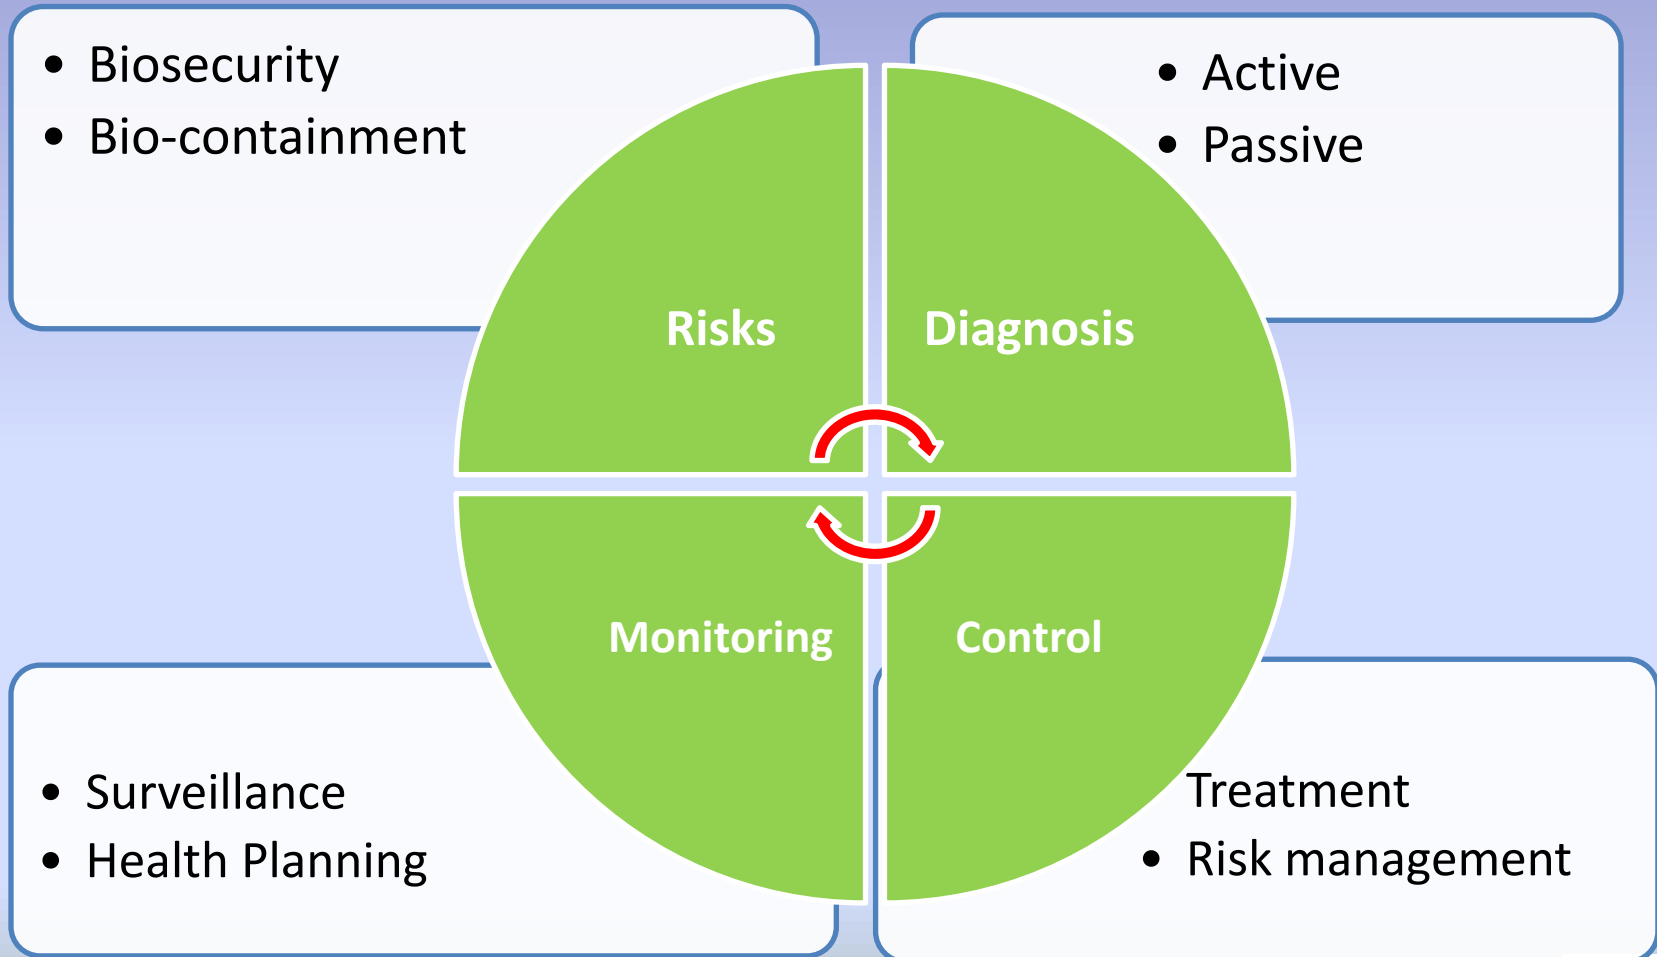 • Biosecurity
• Bio-containment
• Active
• Passive
Risks
Diagnosis
Monitoring
Control
• Surveillance
• Health Planning
Treatment
• Risk management